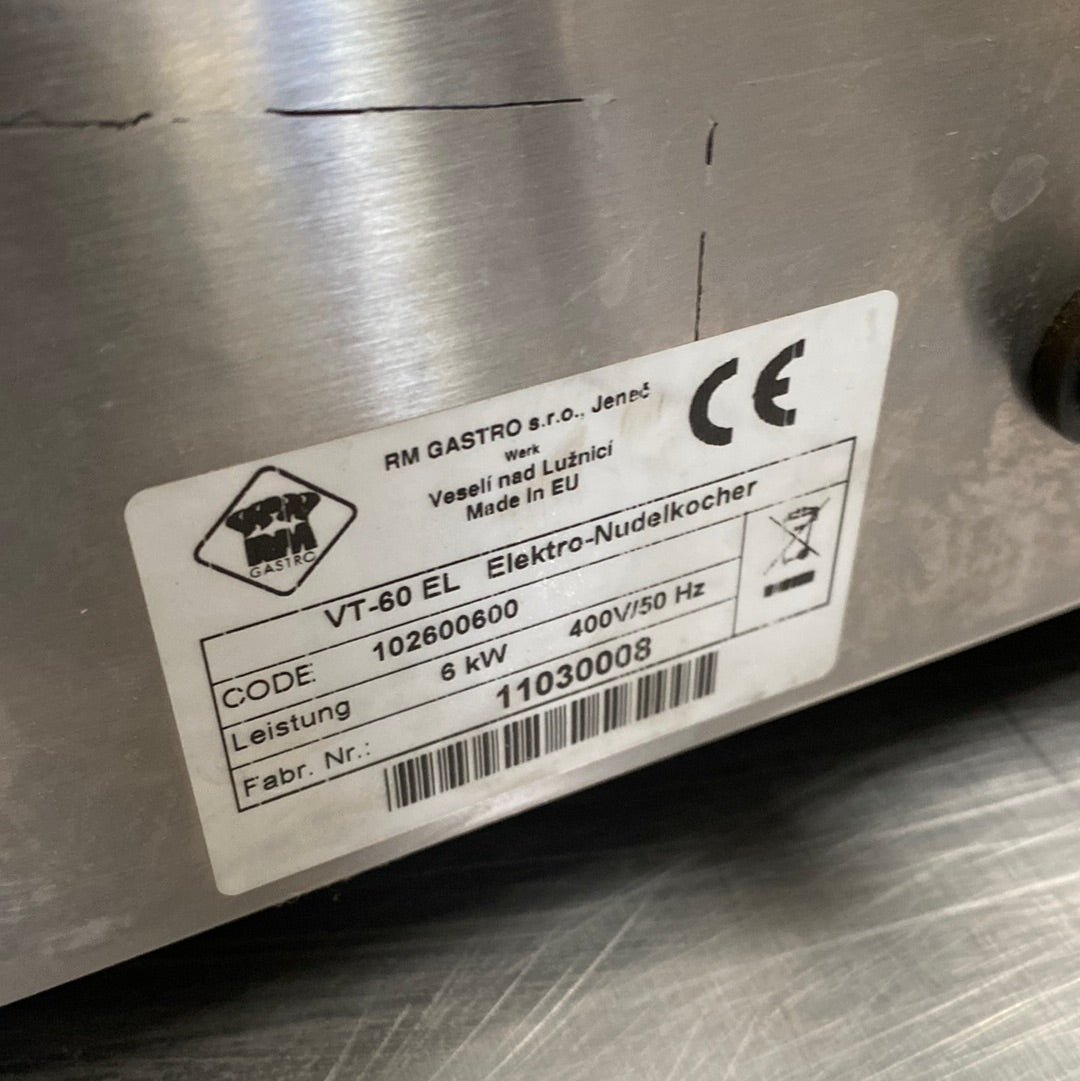 RM GASTRO s.r.o., Jeneč
Werk
Veselí nad Lužnicí
Made In EU
CE
GASTRO
VT-60 EL Elektro-Nudelkocher
CODE: 102600600
Leistung 6 kW 400V/50 Hz
Fabr. Nr.: 11030008